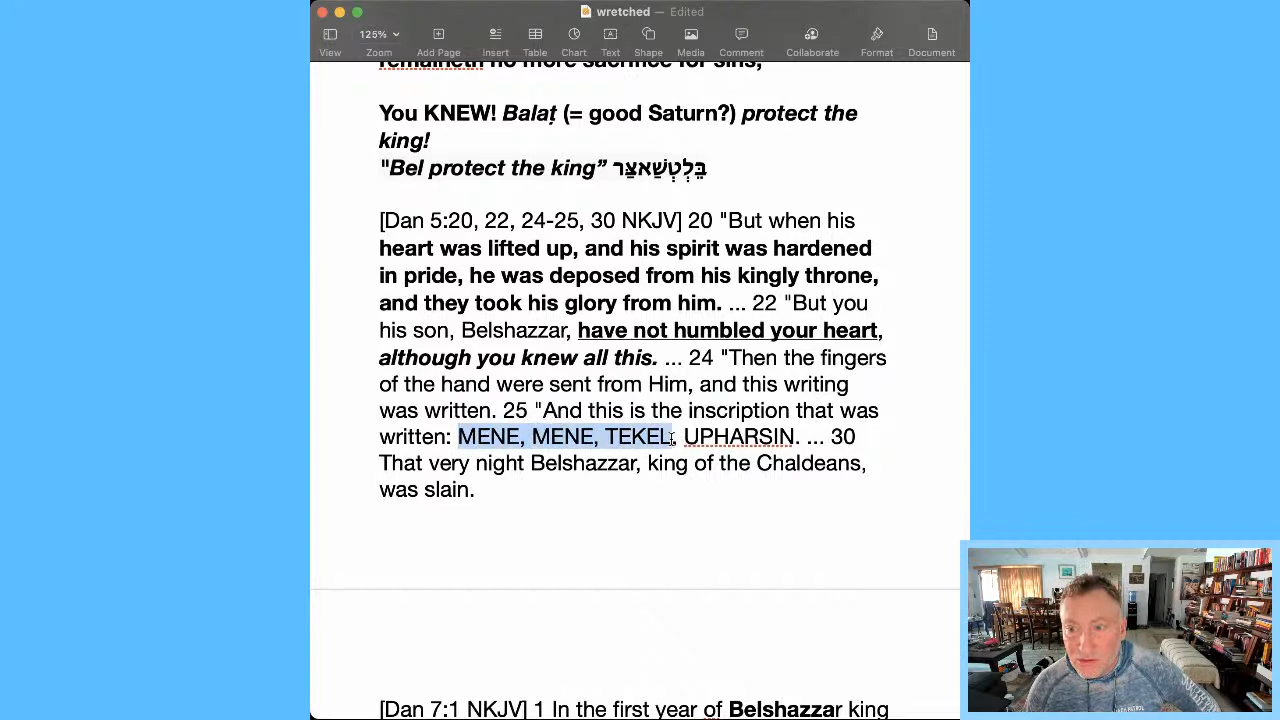 wretched — Edited
125%
View Zoom Add Page Insert Table Chart Text Shape Media Comment Collaborate Format Document
remaineth no more sacrifice for sins,
You KNEW! Balaṭ (= good Saturn?) protect the
king!
"Bel protect the king” בֵּלְטְשַׁאצַּר
[Dan 5:20, 22, 24-25, 30 NKJV] 20 "But when his
heart was lifted up, and his spirit was hardened
in pride, he was deposed from his kingly throne,
and they took his glory from him. ... 22 "But you
his son, Belshazzar, have not humbled your heart,
although you knew all this. ... 24 "Then the fingers
of the hand were sent from Him, and this writing
was written. 25 "And this is the inscription that was
written: MENE, MENE, TEKEL, UPHARSIN. ... 30
That very night Belshazzar, king of the Chaldeans,
was slain.
[Dan 7:1 NKJV] 1 In the first year of Belshazzar king